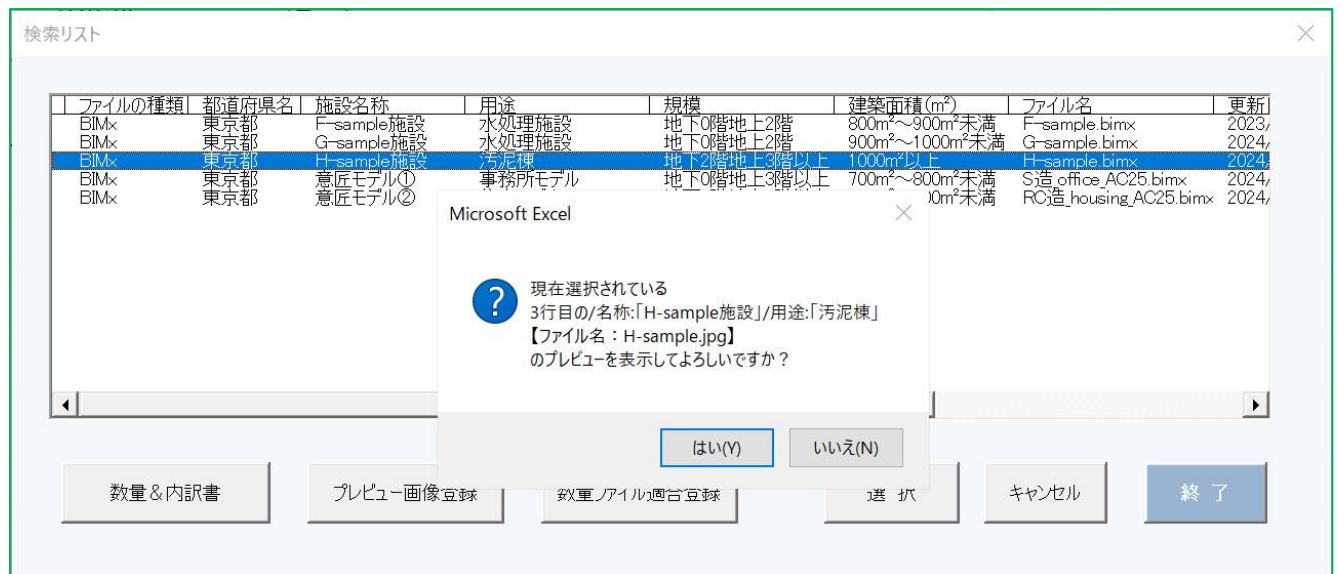 検索リスト
ファイルの種類 都道府県名 施設名称 用途 規模 建築面積(m²) ファイル名 更新
BIMx 東京都 F-sample施設 水処理施設 地下0階地上2階 800m²～900m²未満 F-sample.bimx 2023/
BIMx 東京都 G-sample施設 水処理施設 地下0階地上2階 900m²～1000m²未満 G-sample.bimx 2024/
BIMx 東京都 H-sample施設 汚泥棟 地下2階地上3階以上 1000m²以上 H-sample.bimx 2024/
BIMx 東京都 意匠モデル① 事務所モデル 地下0階地上3階以上 700m²～800m²未満 S造_office_AC25.bimx 2024/
BIMx 東京都 意匠モデル② 0m²未満 RC造_housing_AC25.bimx 2024/
Microsoft Excel
現在選択されている
3行目の/名称:「H-sample施設」/用途:「汚泥棟」
【ファイル名：H-sample.jpg】
のプレビューを表示してよろしいですか？
はい(Y) いいえ(N)
数量＆内訳書 プレビュー画像登録 数量ファイル適合登録 選 択 キャンセル 終 了